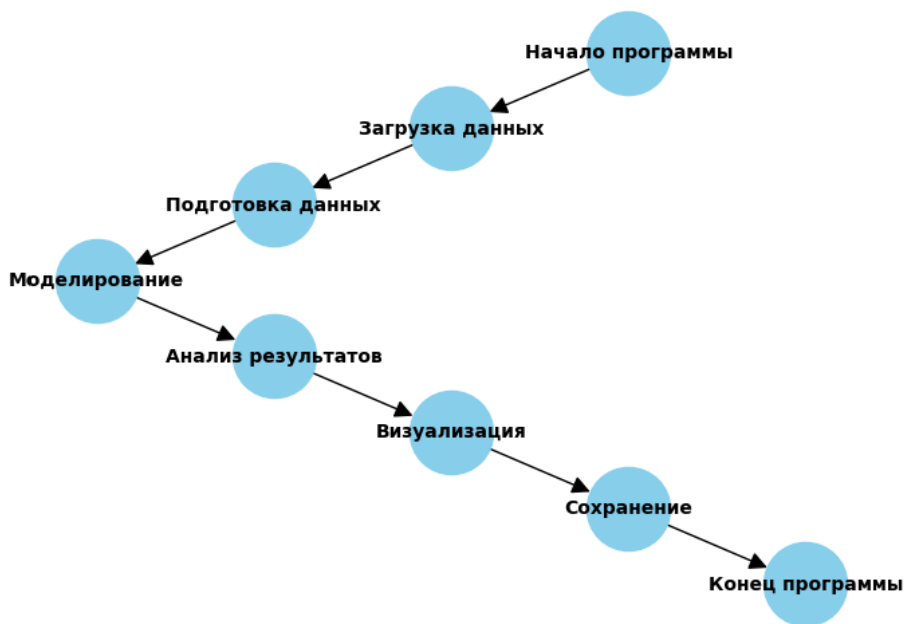 Начало программы
Загрузка данных
Подготовка данных
Моделирование
Анализ результатов
Визуализация
Сохранение
Конец программы